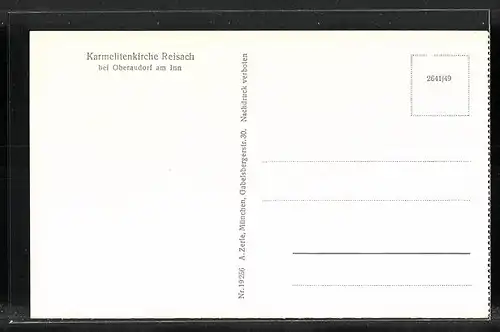 Karmelitenkirche Reisach
bei Oberaudorf am Inn
Nr. 19256 A. Zerle, München, Gabelsbergerstr. 30. Nachdruck verboten
2641/49